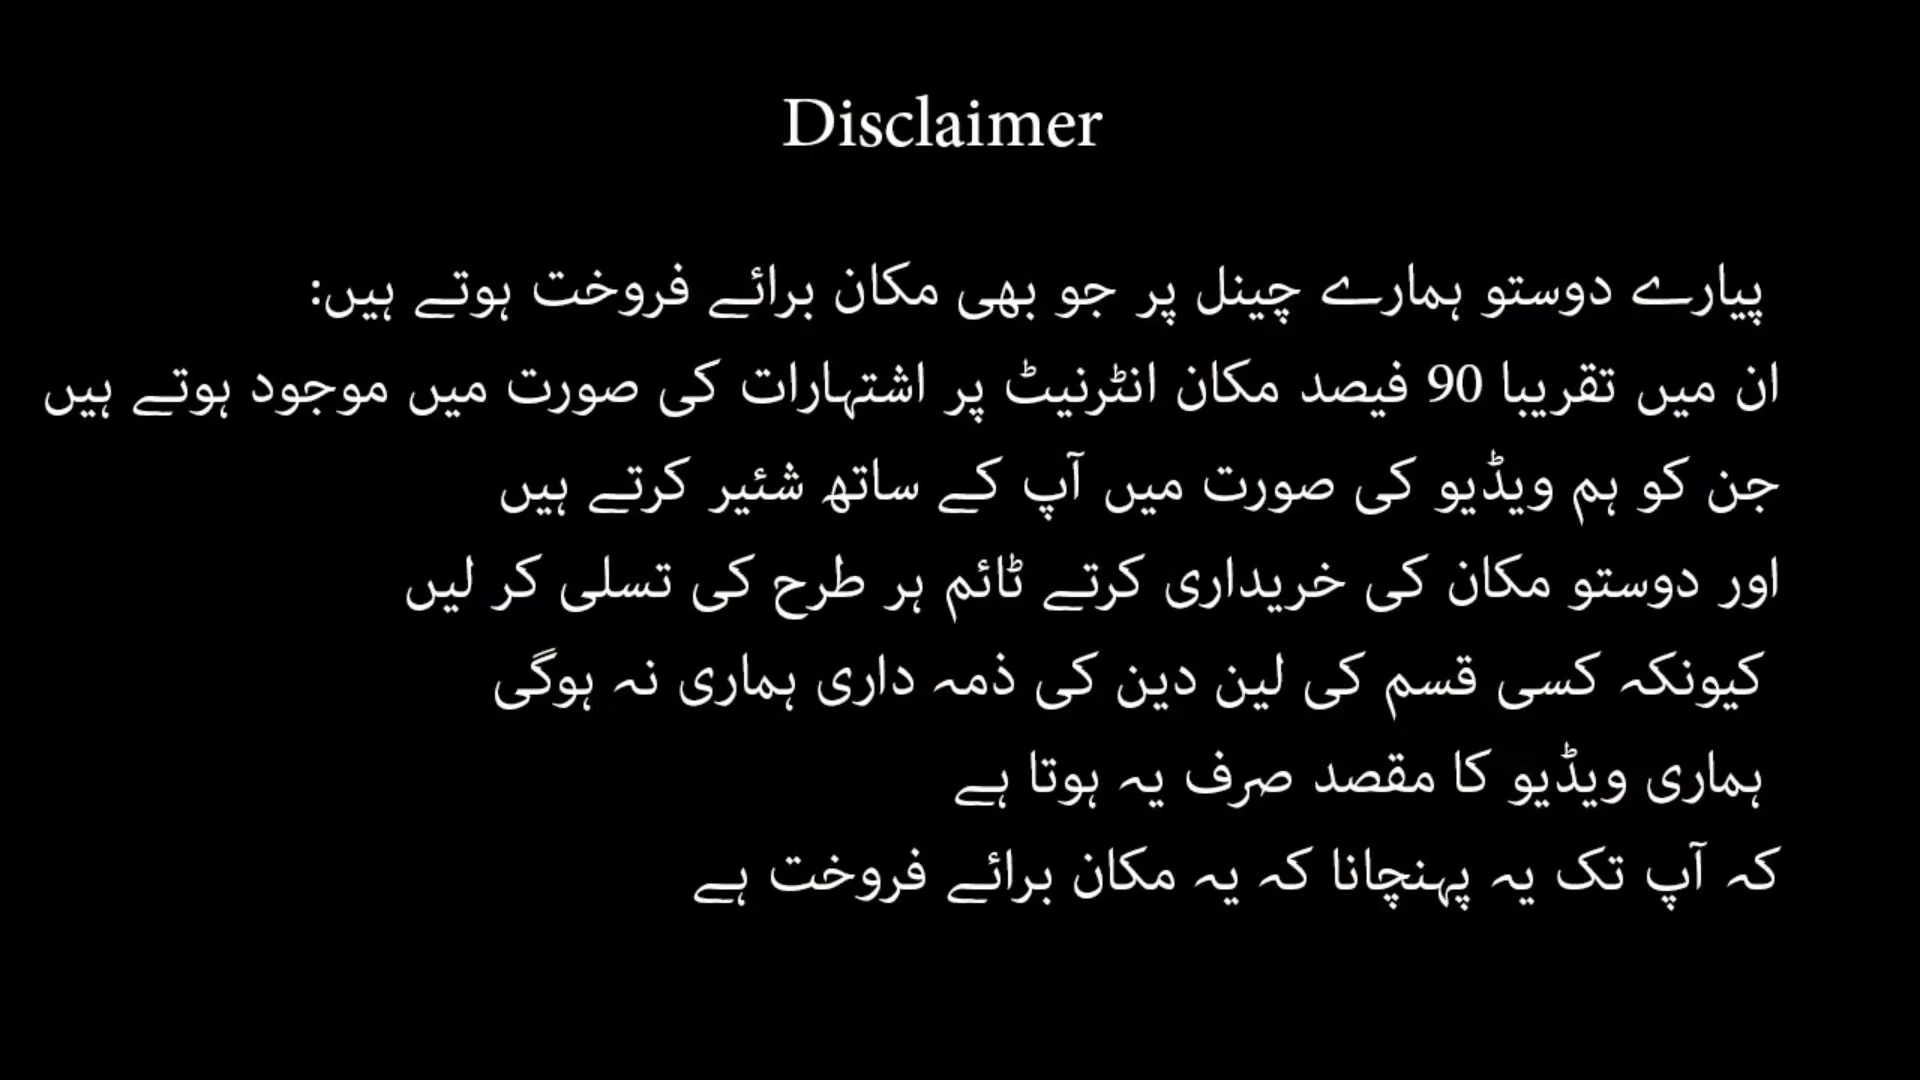 Disclaimer
پیارے دوستو ہمارے چینل پر جو بھی مکان برائے فروخت ہوتے ہیں:
ان میں تقریبا 90 فیصد مکان انٹرنیٹ پر اشتہارات کی صورت میں موجود ہوتے ہیں
جن کو ہم ویڈیو کی صورت میں آپ کے ساتھ شئیر کرتے ہیں
اور دوستو مکان کی خریداری کرتے ٹائم ہر طرح کی تسلی کر لیں
کیونکہ کسی قسم کی لین دین کی ذمہ داری ہماری نہ ہوگی
ہماری ویڈیو کا مقصد صرف یہ ہوتا ہے
کہ آپ تک یہ پہنچانا کہ یہ مکان برائے فروخت ہے